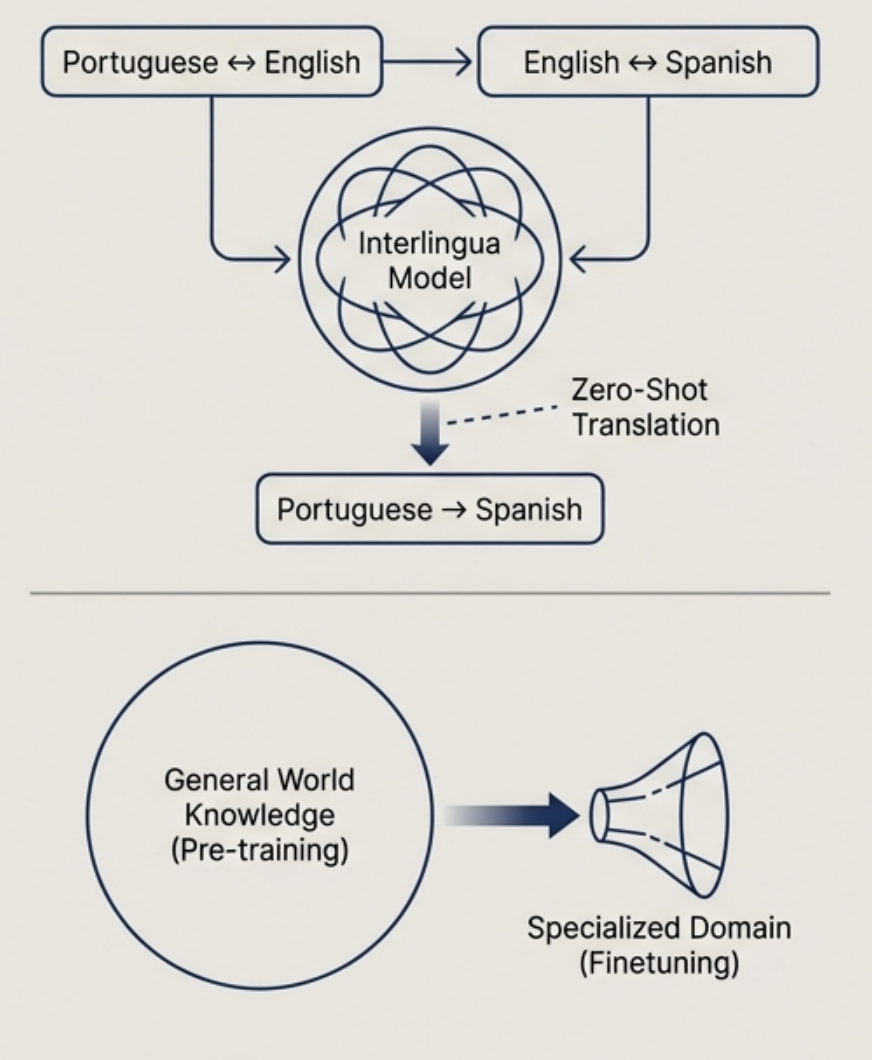 Portuguese ↔ English
English ↔ Spanish
Interlingua
Model
Zero-Shot
Translation
Portuguese → Spanish
General World
Knowledge
(Pre-training)
Specialized Domain
(Finetuning)